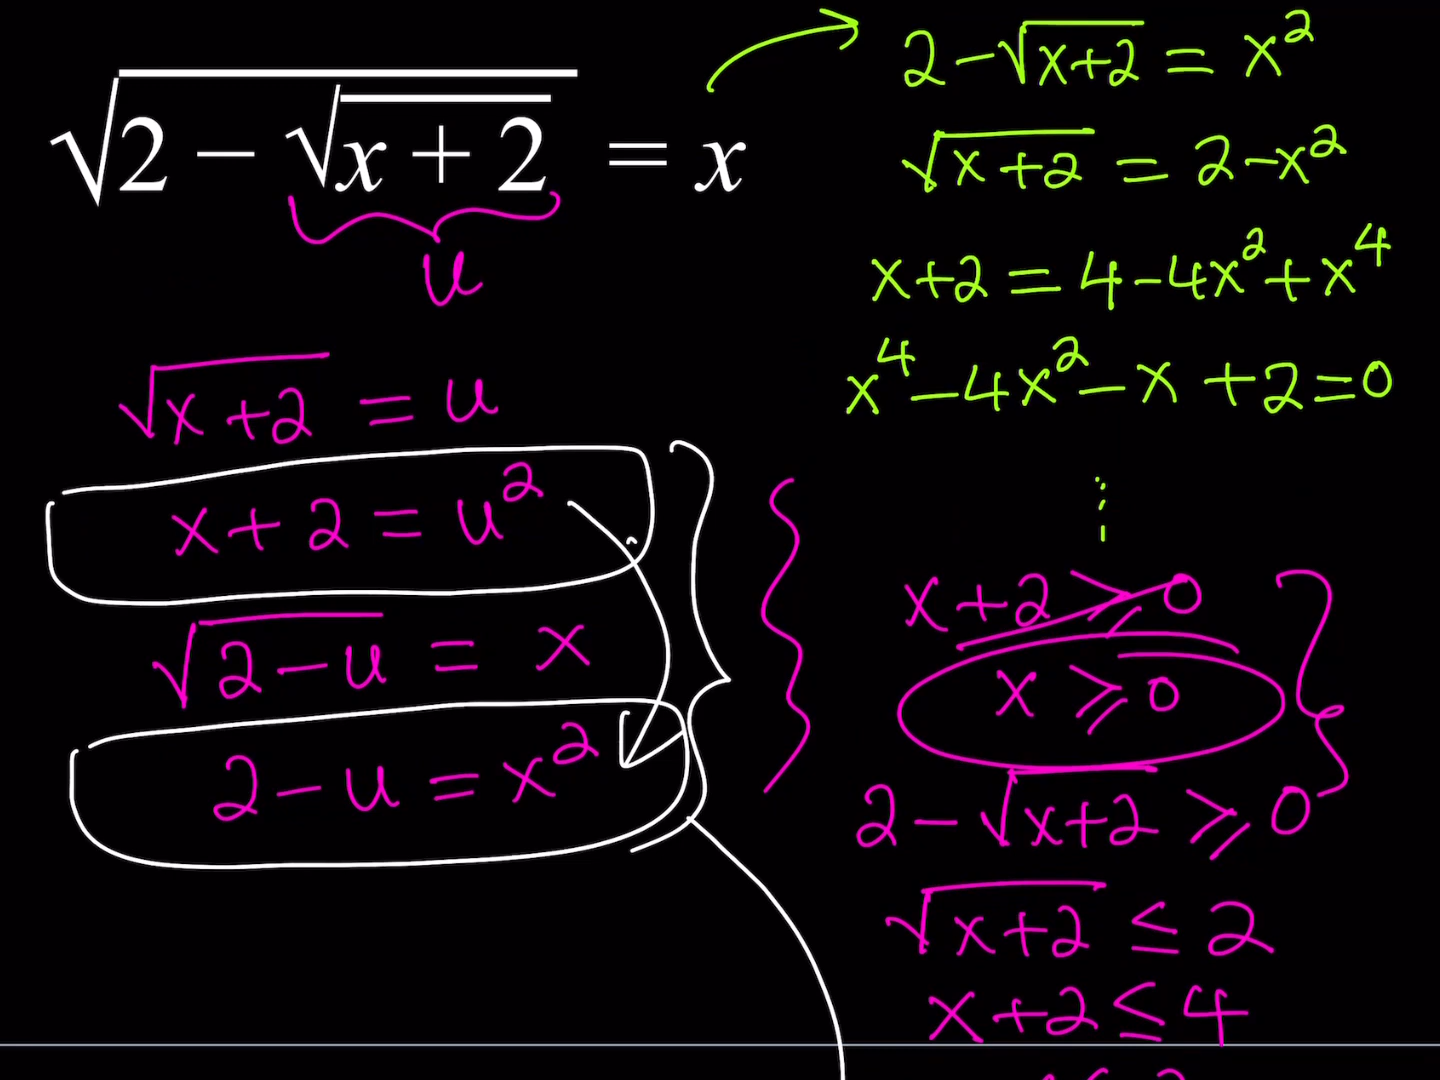 √(2 − √(x + 2)) = x
u
√(x+2) = u
x+2 = u²
√(2−u) = x
2−u = x²
2−√(x+2) = x²
√(x+2) = 2−x²
x+2 = 4−4x²+x⁴
x⁴−4x²−x+2=0
x+2 ⩾ 0
x ⩾ 0
2−√(x+2) ⩾ 0
√(x+2) ≤ 2
x+2 ≤ 4